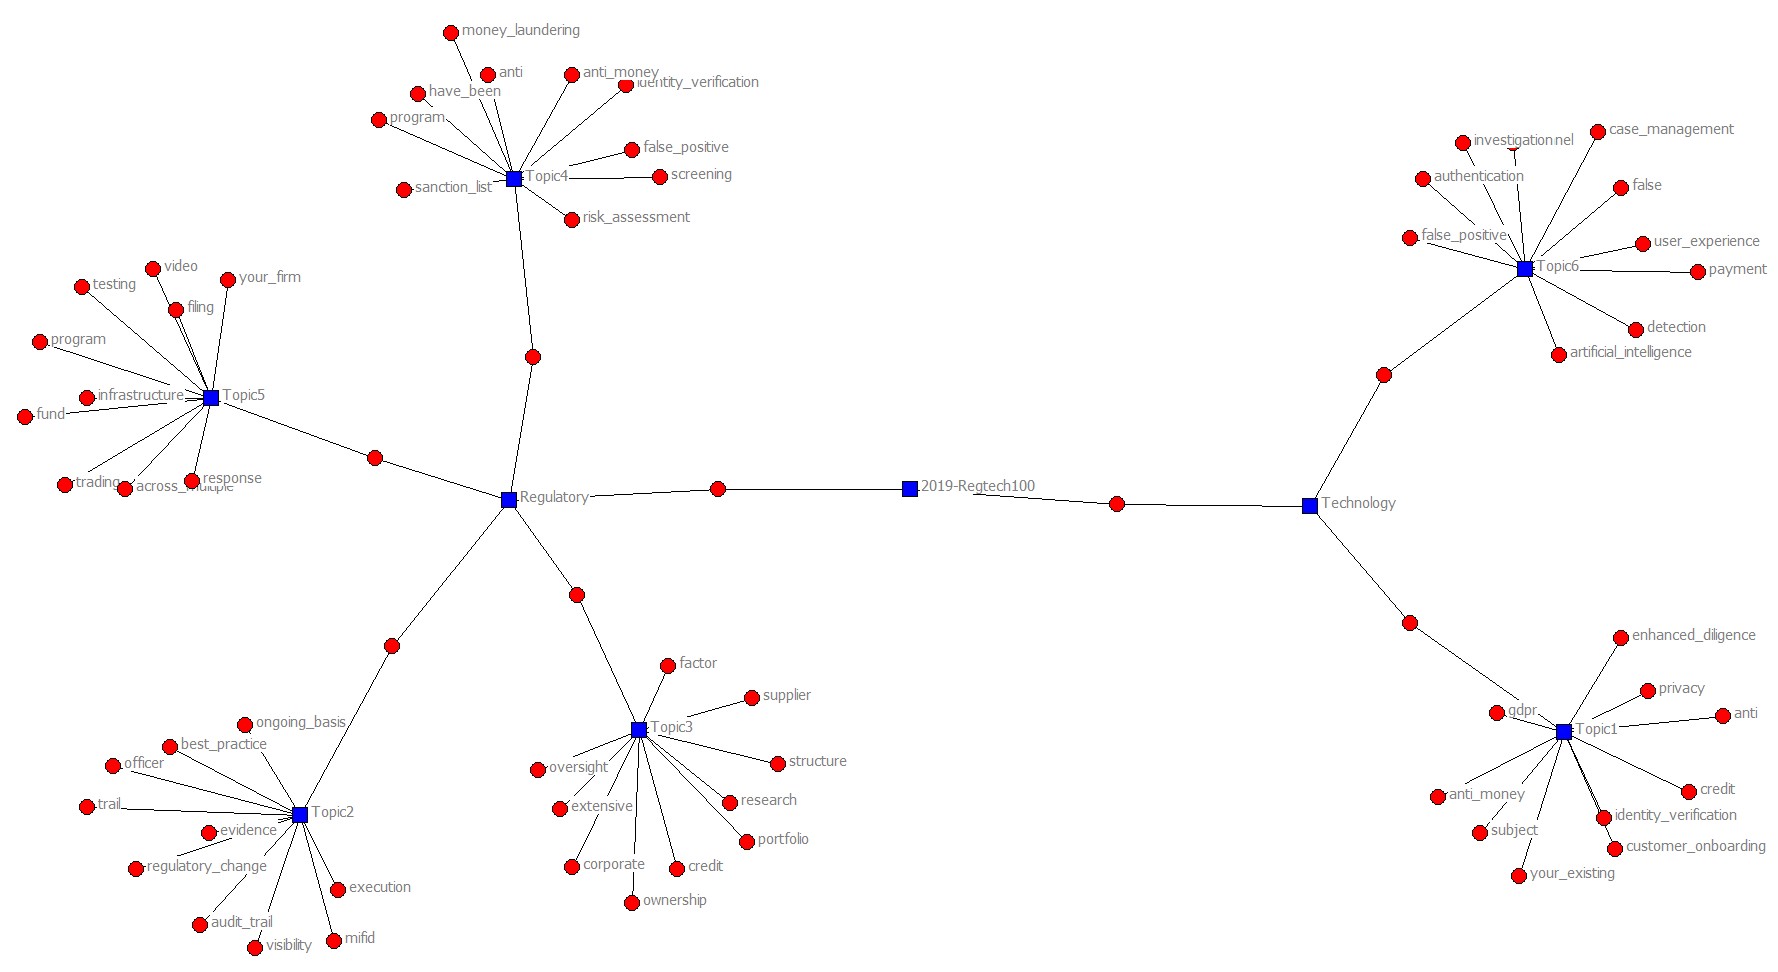 money_laundering
anti
anti_money
identity_verification
have_been
program
false_positive
screening
Topic4
sanction_list
risk_assessment
case_management
investigation
authentication
false
false_positive
user_experience
Topic6
payment
detection
artificial_intelligence
video
your_firm
testing
filing
program
infrastructure
Topic5
fund
trading
across_multiple
response
Regulatory
2019-Regtech100
Technology
factor
supplier
Topic3
oversight
structure
extensive
research
portfolio
corporate
credit
ownership
ongoing_basis
best_practice
officer
trail
Topic2
evidence
regulatory_change
execution
audit_trail
visibility
mifid
enhanced_diligence
privacy
gdpr
anti
Topic1
anti_money
credit
identity_verification
subject
customer_onboarding
your_existing